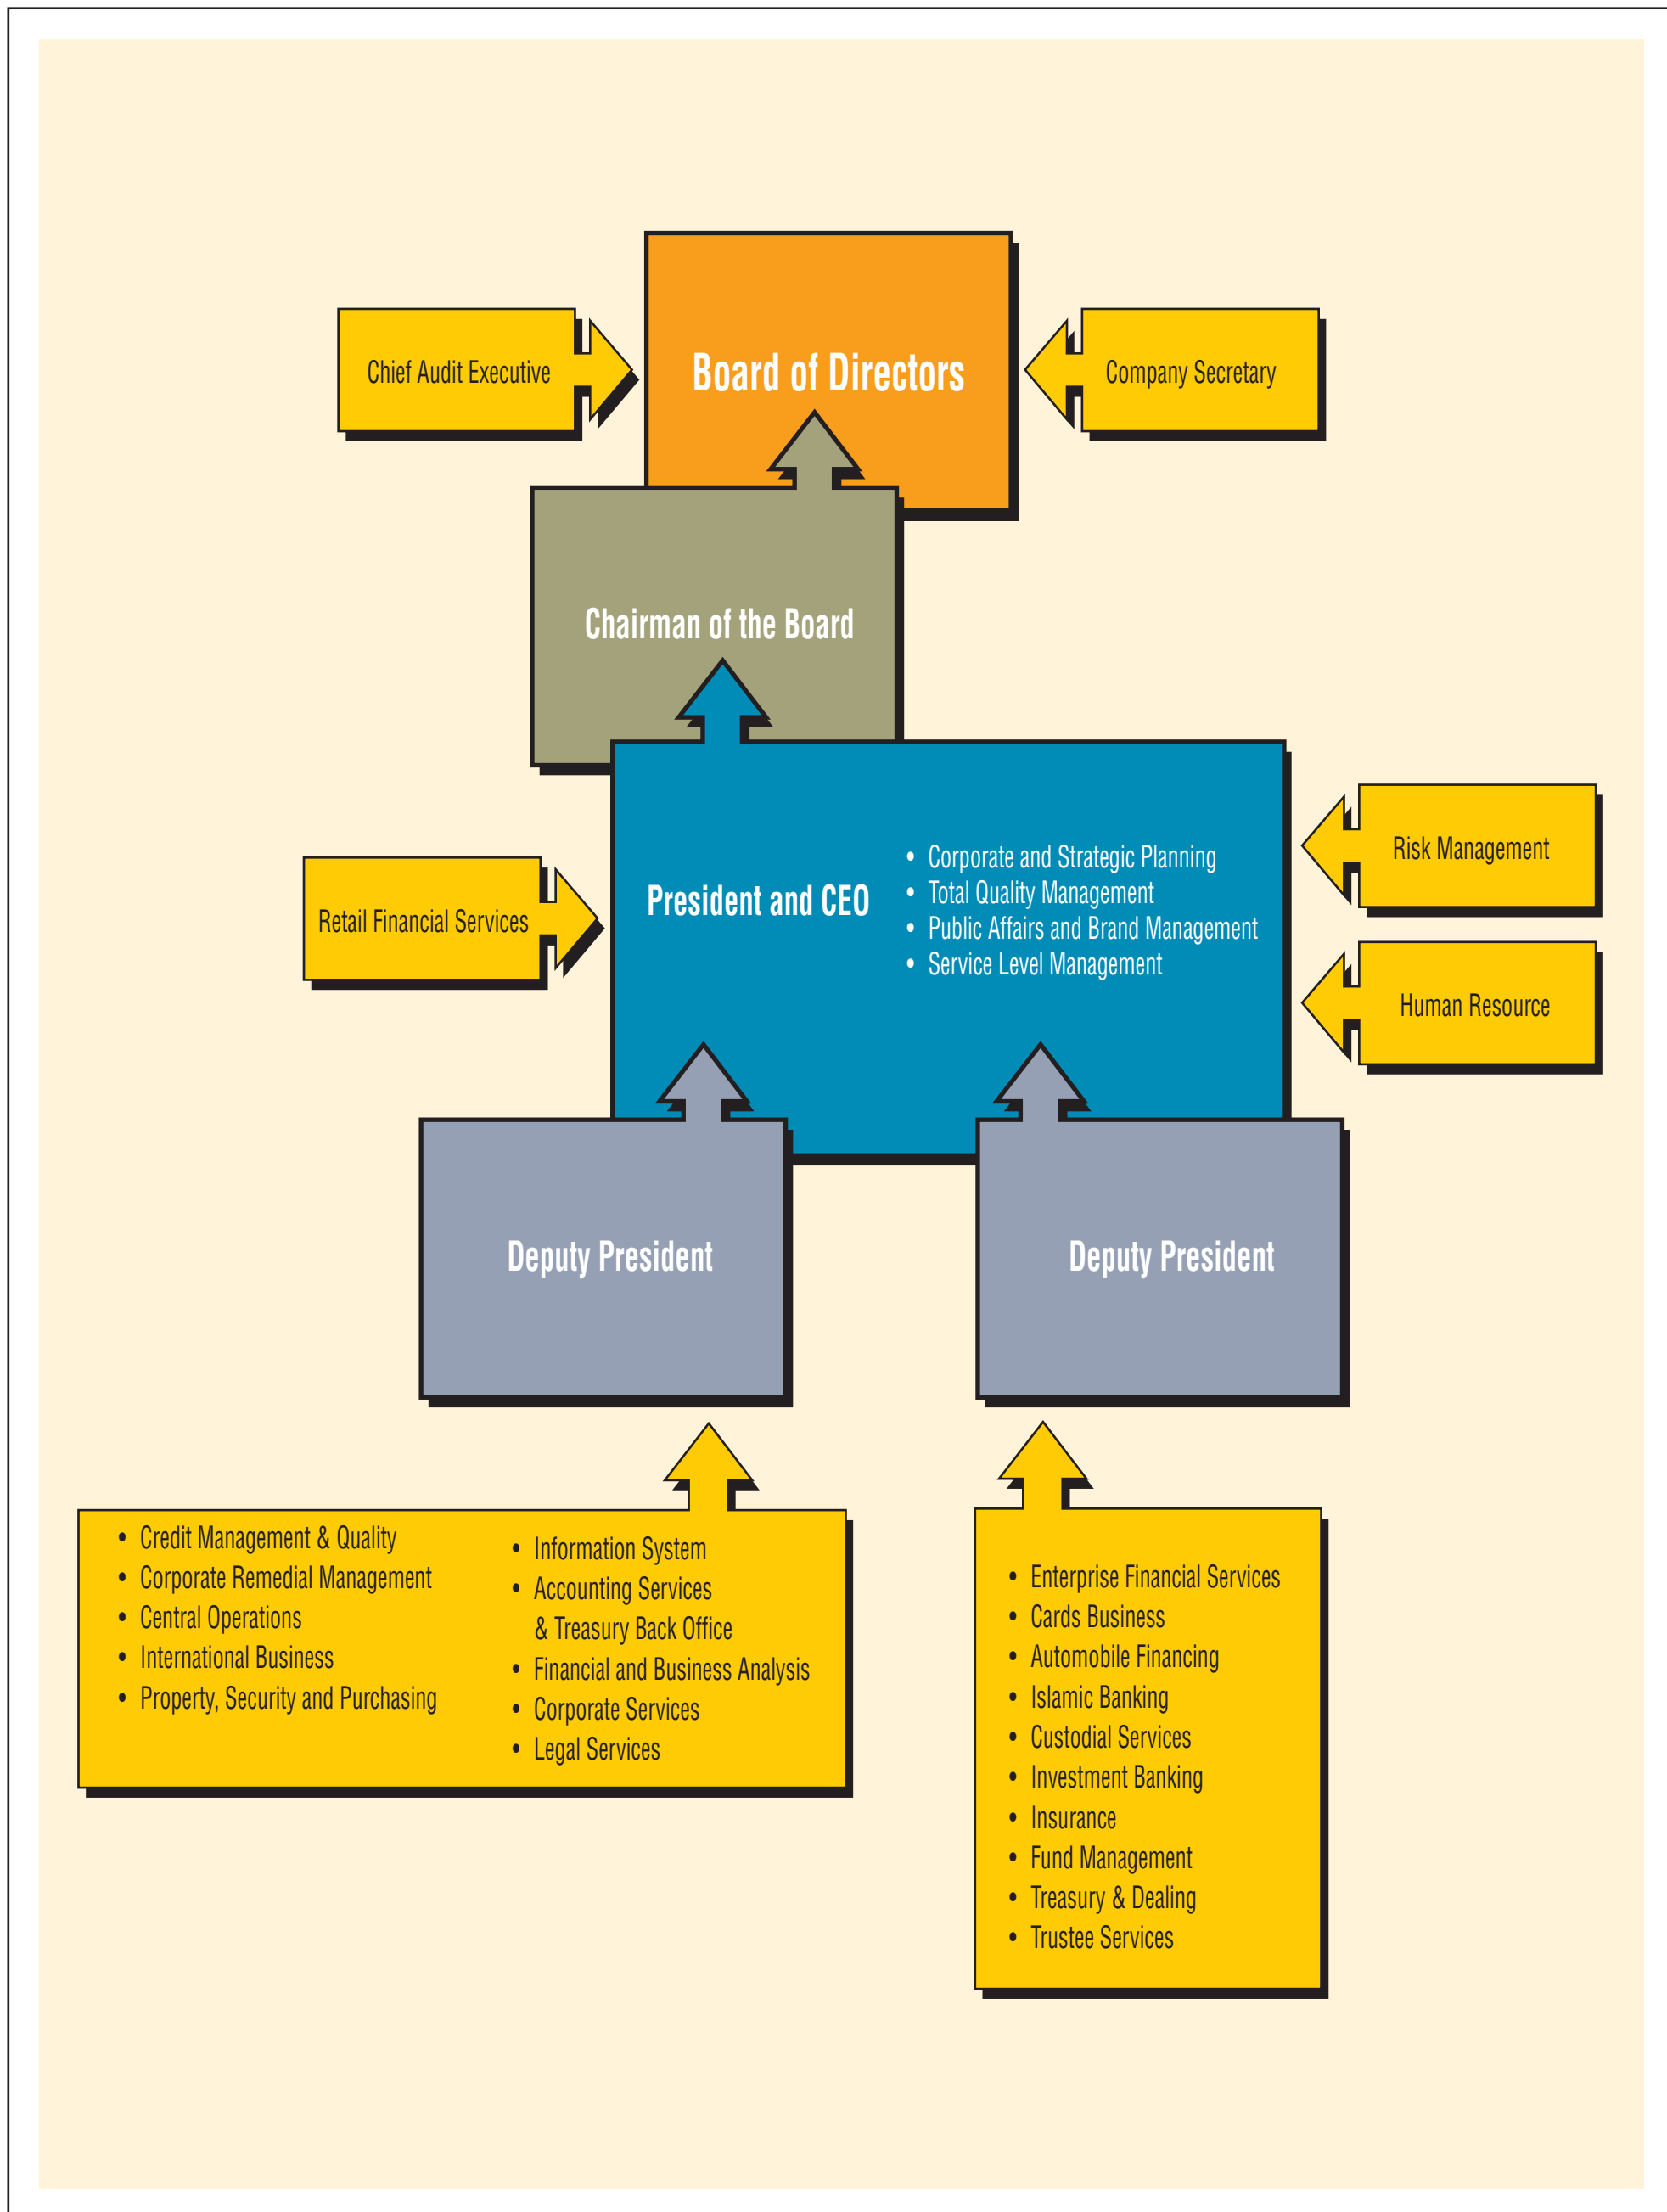 Board of Directors
Chief Audit Executive
Company Secretary
Chairman of the Board
President and CEO
• Corporate and Strategic Planning
• Total Quality Management
• Public Affairs and Brand Management
• Service Level Management
Retail Financial Services
Risk Management
Human Resource
Deputy President
Deputy President
• Credit Management & Quality
• Corporate Remedial Management
• Central Operations
• International Business
• Property, Security and Purchasing
• Information System
• Accounting Services
& Treasury Back Office
• Financial and Business Analysis
• Corporate Services
• Legal Services
• Enterprise Financial Services
• Cards Business
• Automobile Financing
• Islamic Banking
• Custodial Services
• Investment Banking
• Insurance
• Fund Management
• Treasury & Dealing
• Trustee Services